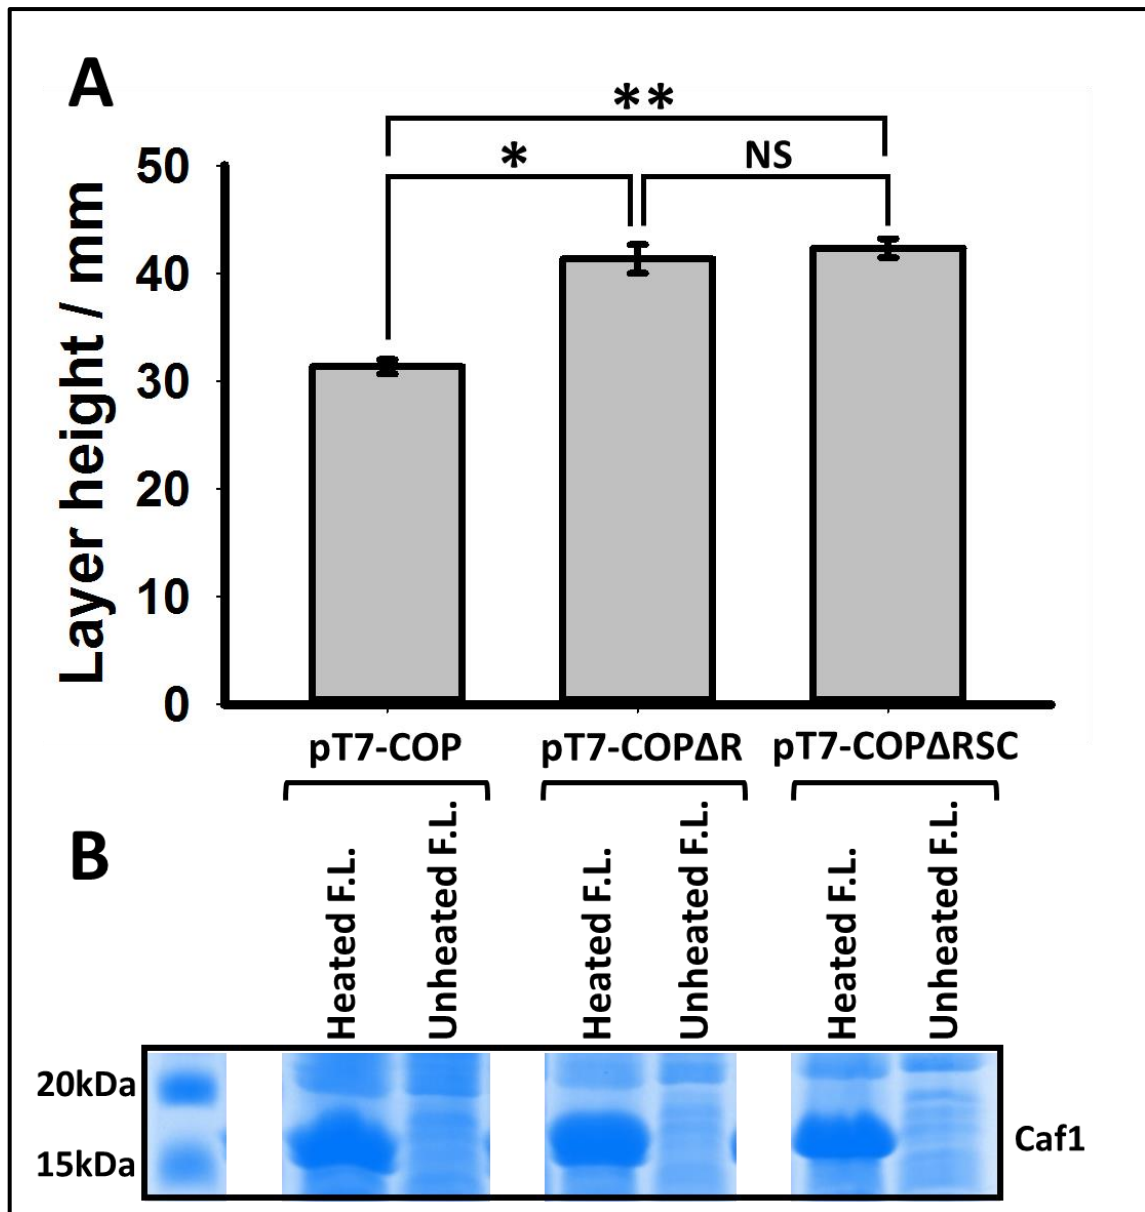 A
**
*
NS
50
40
30
20
10
0
Layer height / mm
pT7-COP
pT7-COPΔR
pT7-COPΔRSC
B
Heated F.L.
Unheated F.L.
Heated F.L.
Unheated F.L.
Heated F.L.
Unheated F.L.
20kDa
15kDa
Caf1